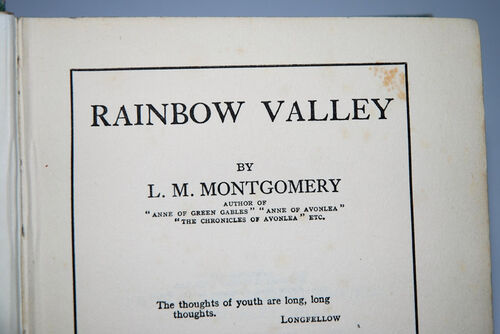 RAINBOW VALLEY
BY
L. M. MONTGOMERY
AUTHOR OF
"ANNE OF GREEN GABLES" "ANNE OF AVONLEA"
"THE CHRONICLES OF AVONLEA" ETC.
The thoughts of youth are long, long
thoughts.
LONGFELLOW